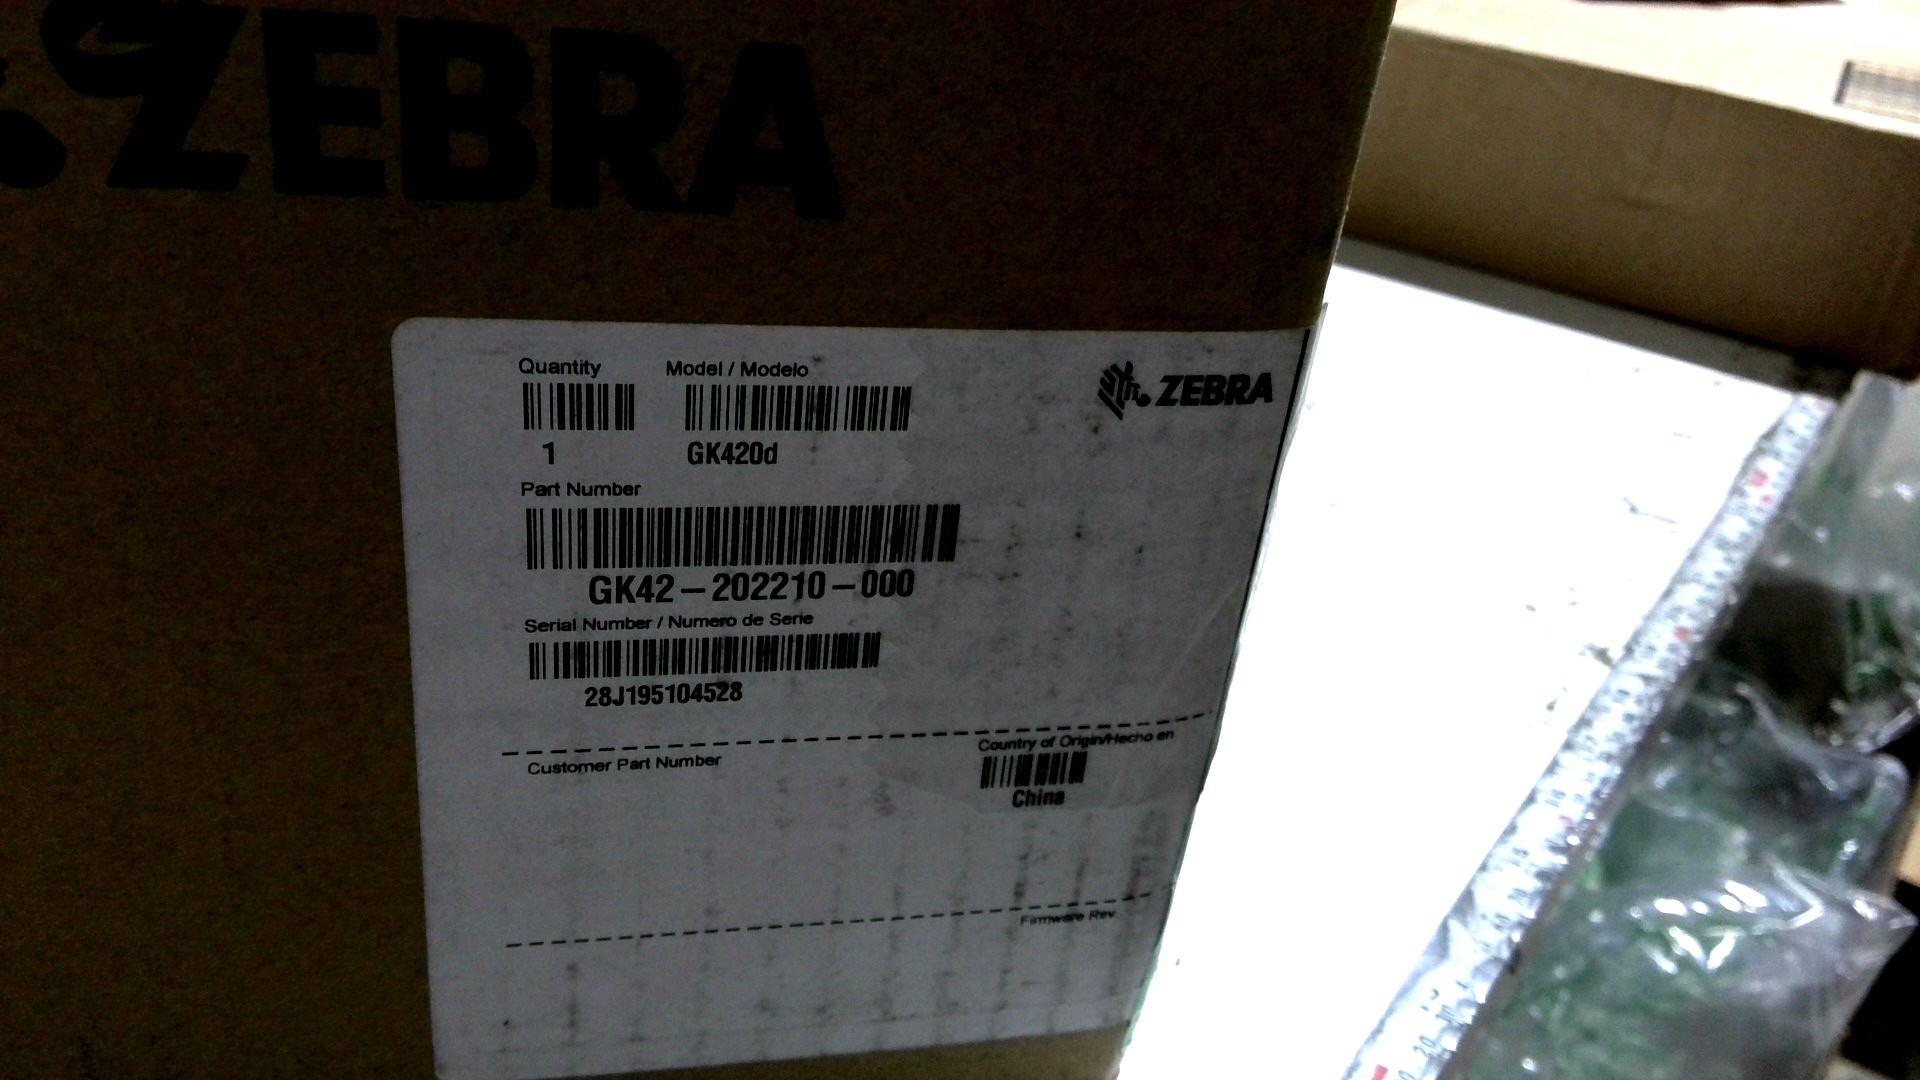 ZEBRA
Quantity
Model / Modelo
ZEBRA
1
GK420d
Part Number
GK42-202210-000
Serial Number / Numero de Serie
28J195104528
Country of Origin/Hecho en
Customer Part Number
China
Firmware Rev.